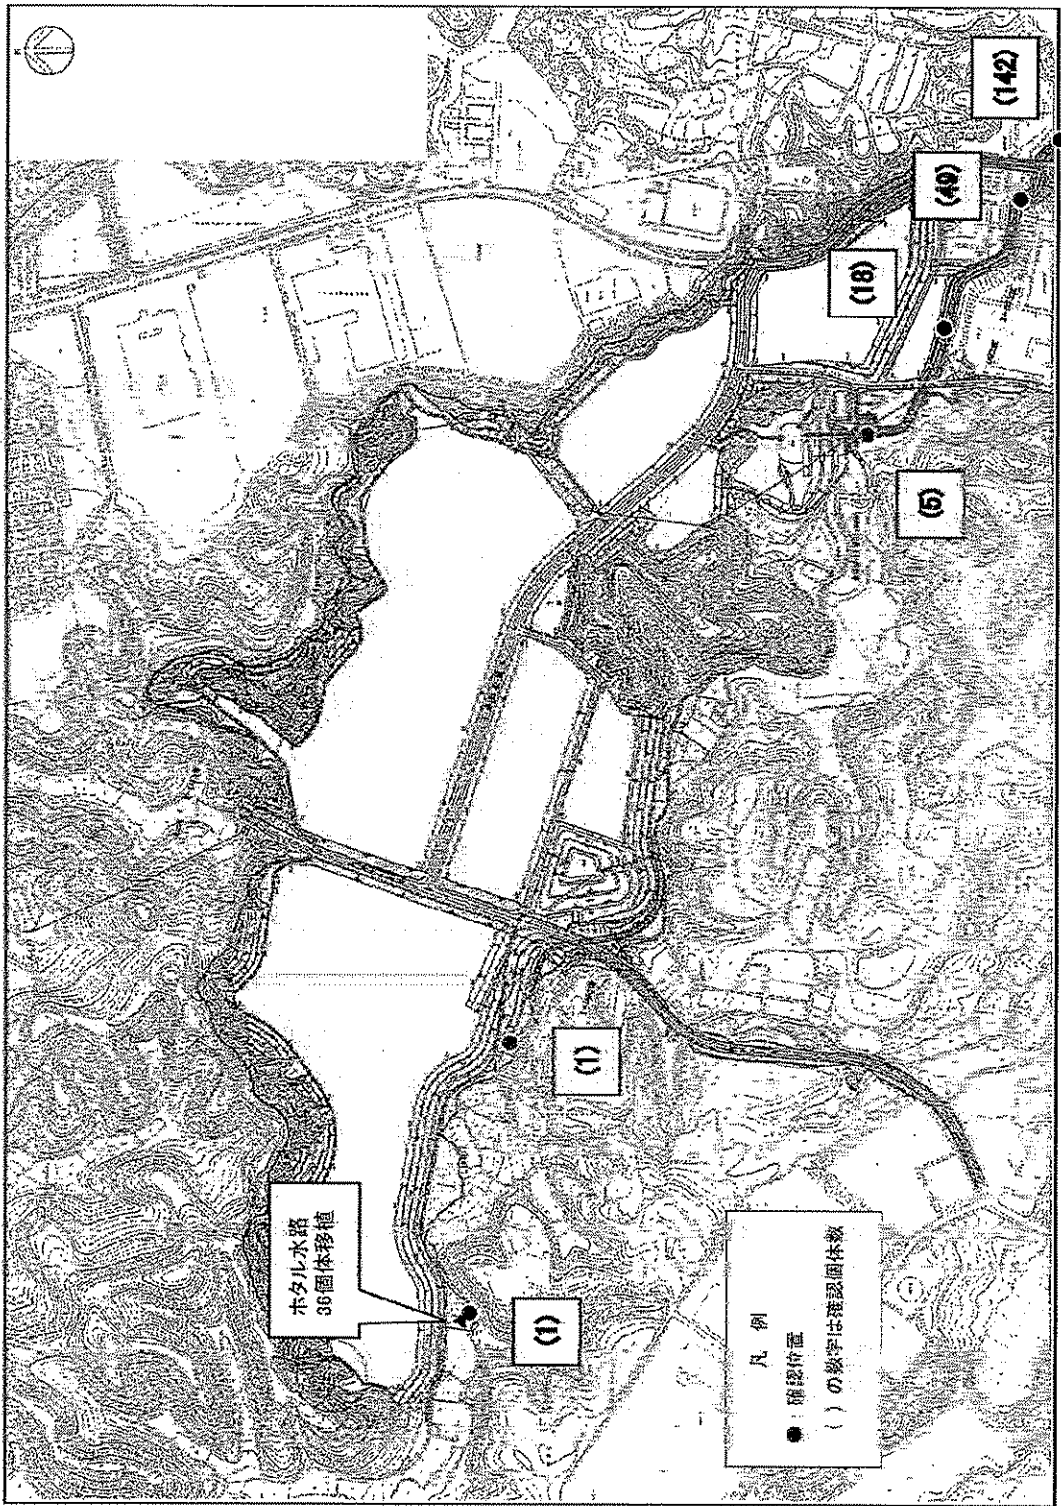 ホタル水路
36個体移植
(1)
(1)
(5)
(18)
(49)
(142)
凡　例
●：確認位置
（ ）の数字は確認個体数